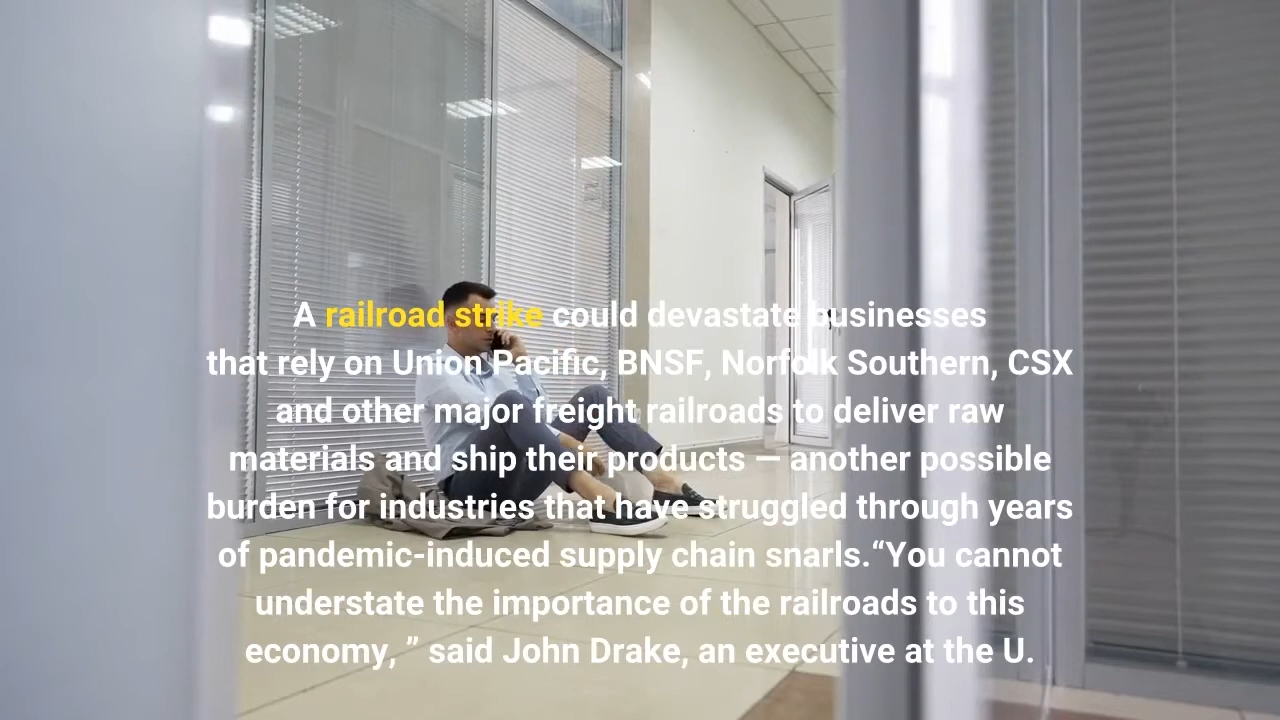 A railroad strike could devastate businesses
that rely on Union Pacific, BNSF, Norfolk Southern, CSX
and other major freight railroads to deliver raw
materials and ship their products — another possible
burden for industries that have struggled through years
of pandemic-induced supply chain snarls.“You cannot
understate the importance of the railroads to this
economy, ” said John Drake, an executive at the U.